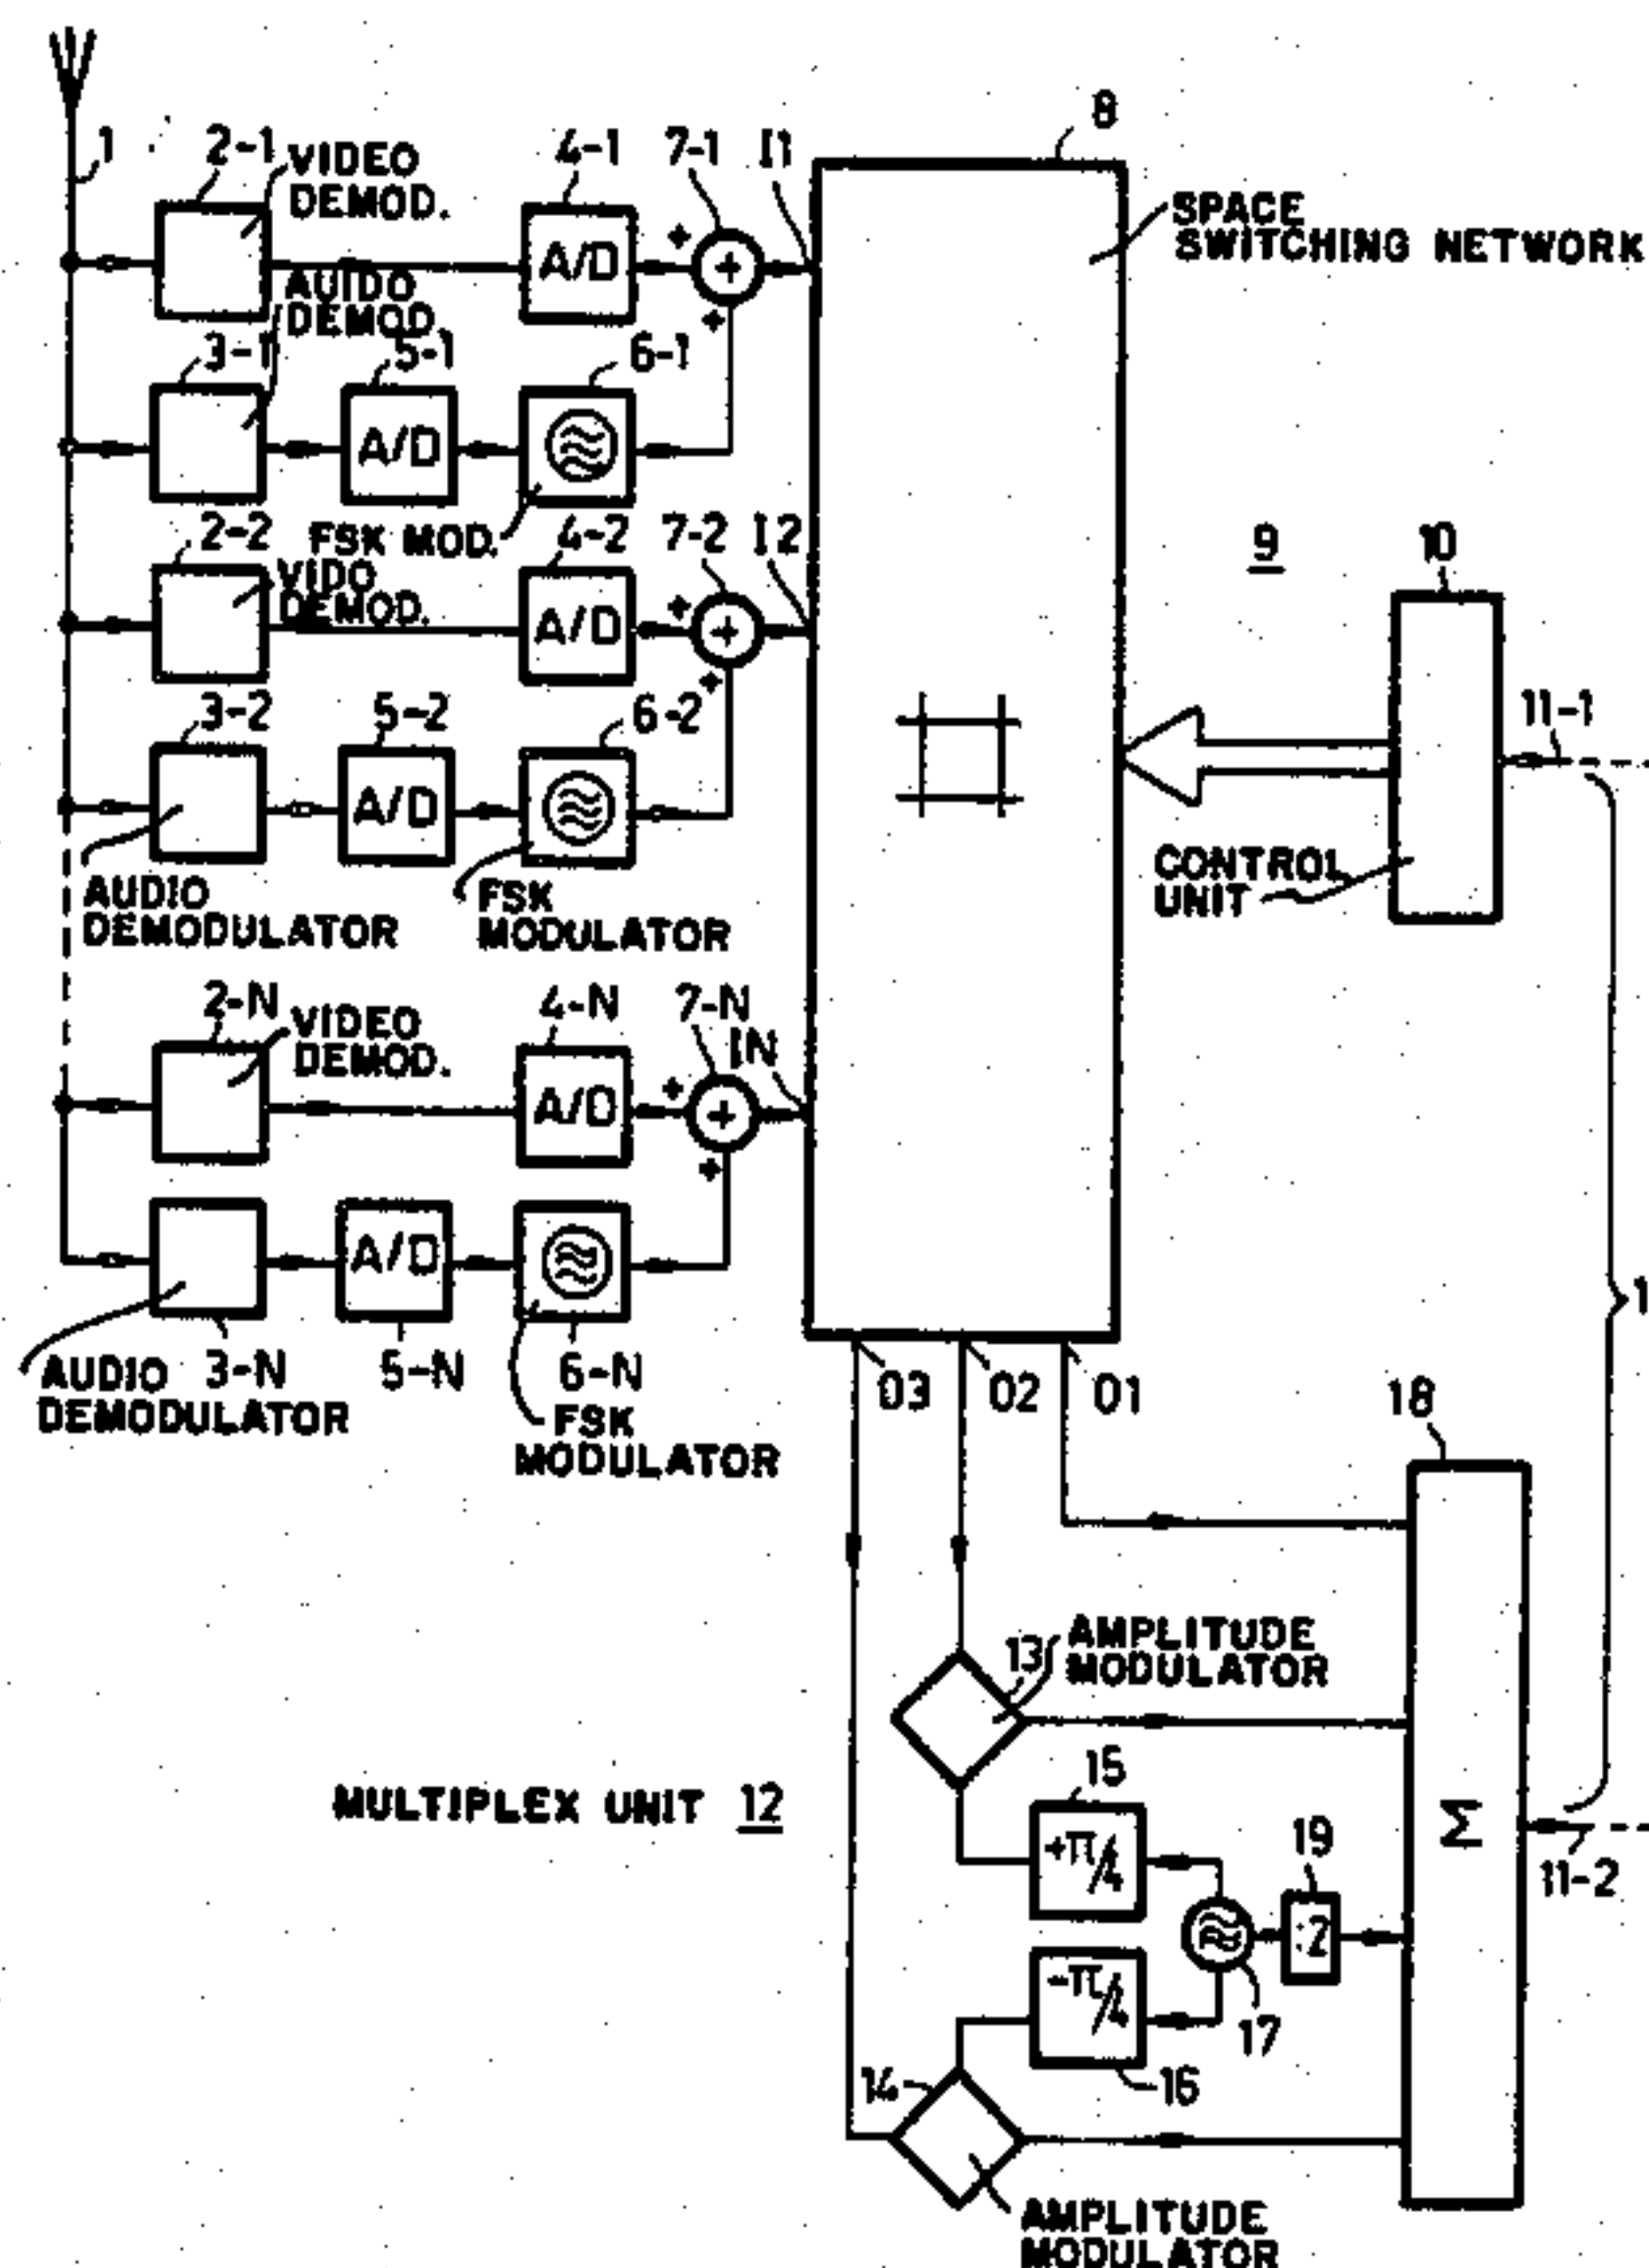 1
2-1
VIDEO
DEMOD.
4-1
7-1
I1
8
SPACE
SWITCHING NETWORK
A/D
+
+
+
AUIDO
DEMOD.
3-1
5-1
6-1
A/D
FSK MOD.
2-2
VIDO
DEMOD.
4-2
7-2
I2
9
10
A/D
+
+
+
3-2
5-2
6-2
11-1
A/D
CONTROL
UNIT
AUDIO
DEMODULATOR
FSK
MODULATOR
2-N
VIDEO
DEMOD.
4-N
7-N
IN
A/D
+
+
+
A/D
1
AUDIO
DEMODULATOR
3-N
5-N
6-N
FSK
MODULATOR
03
02
01
18
13
AMPLITUDE
MODULATOR
MULTIPLEX UNIT 12
15
+π/4
19
:2
Σ
11-2
-π/4
17
14
16
AMPLITUDE
MODULATOR